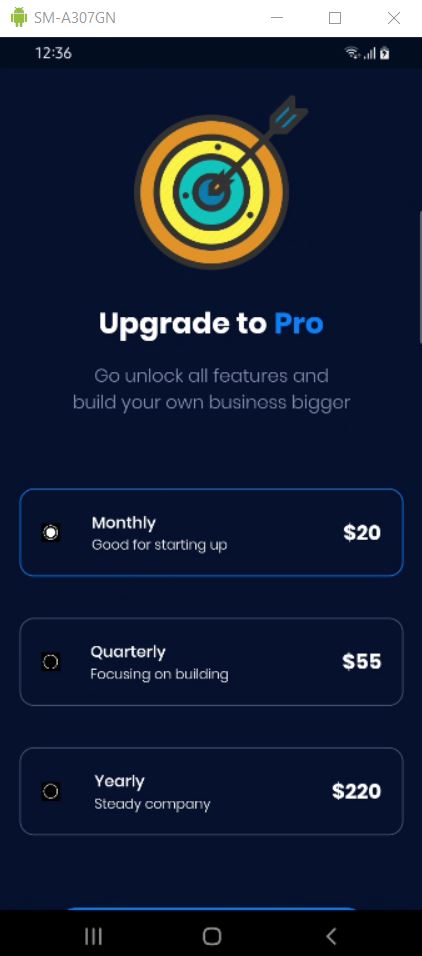 SM-A307GN
12:36
Upgrade to Pro
Go unlock all features and
build your own business bigger
Monthly
Good for starting up
$20
Quarterly
Focusing on building
$55
Yearly
Steady company
$220